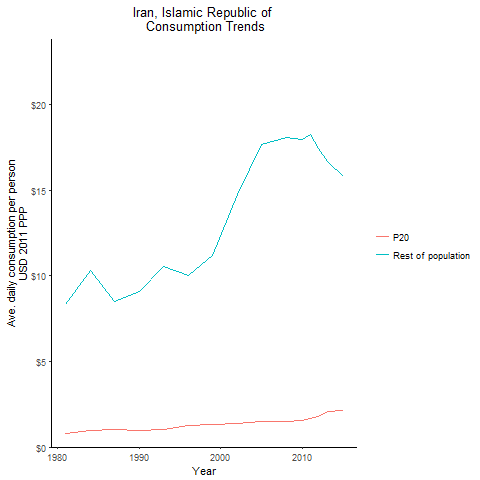 Iran, Islamic Republic of
Consumption Trends
Ave. daily consumption per person
USD 2011 PPP
$20
$15
$10
$5
$0
1980
1990
2000
2010
Year
P20
Rest of population